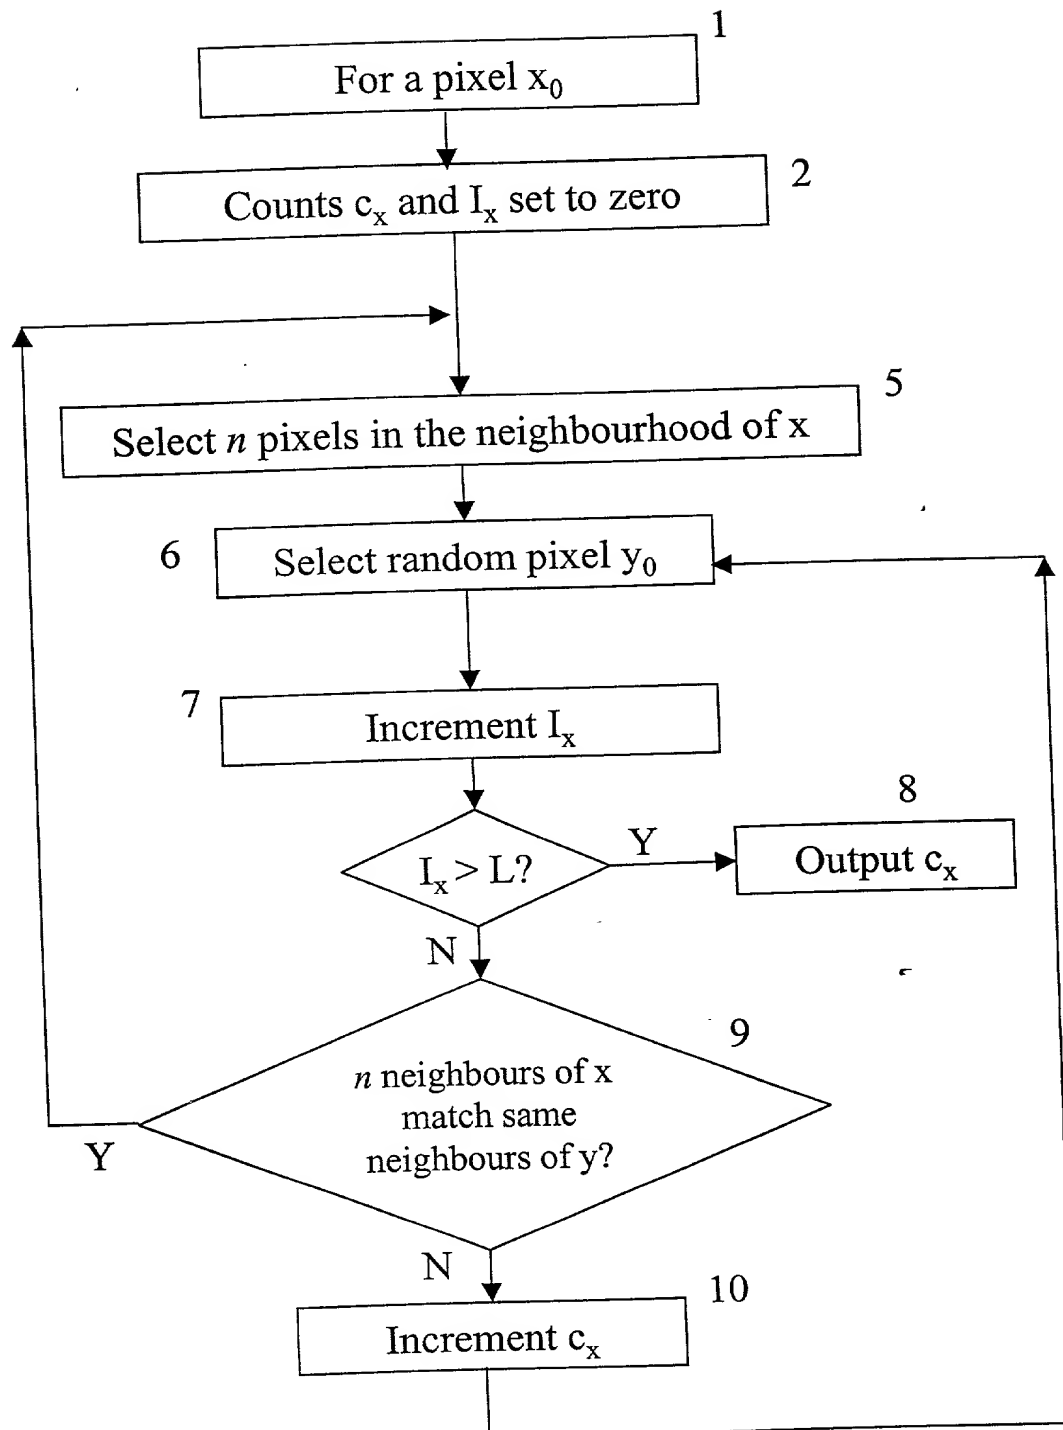 1
For a pixel x₀
2
Counts cₓ and Iₓ set to zero
5
Select n pixels in the neighbourhood of x
6
Select random pixel y₀
7
Increment Iₓ
8
Iₓ > L?
Y
Output cₓ
N
9
n neighbours of x
match same
neighbours of y?
Y
N
10
Increment cₓ